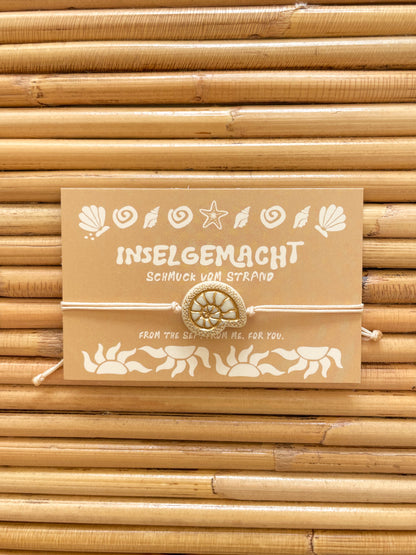 INSELGEMACHT
SCHMUCK VOM STRAND
FROM THE SEA. FROM ME. FOR YOU.